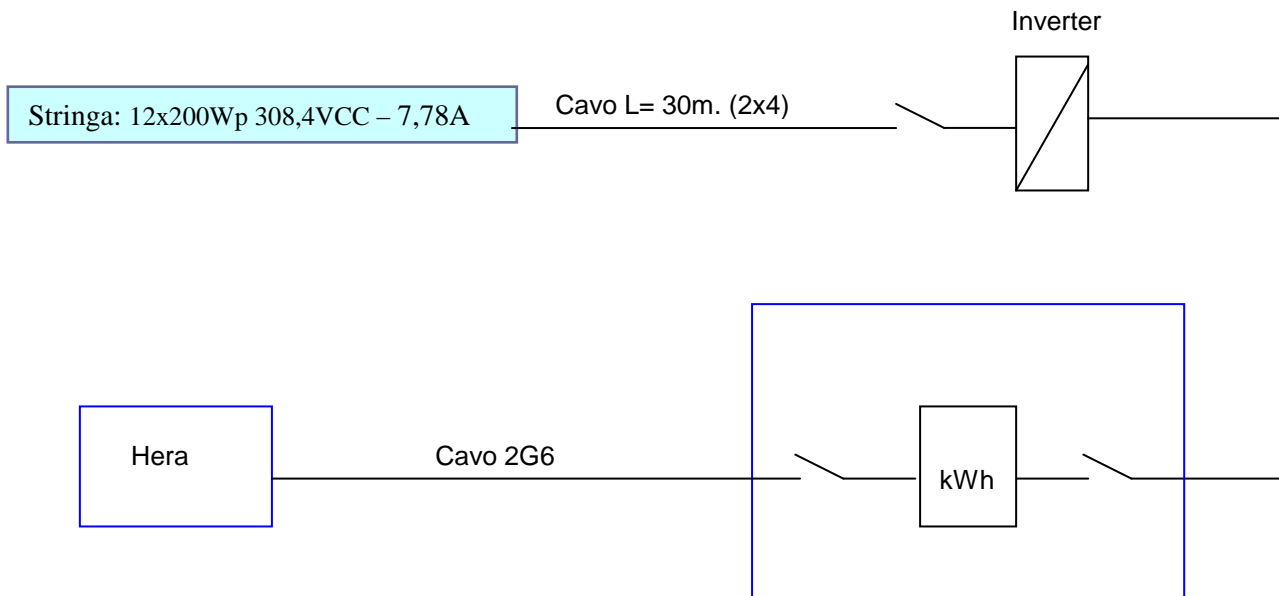 Inverter
Stringa: 12x200Wp 308,4VCC – 7,78A
Cavo L= 30m. (2x4)
Hera
Cavo 2G6
kWh